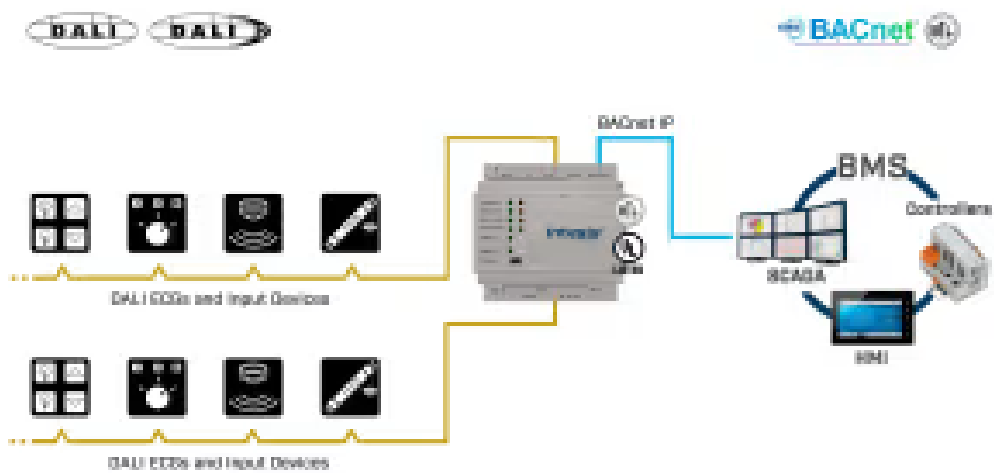 DALI DALI
BACnet
BACnet IP
BMS
Controllers
intesis
SCADA
DALI ECGs and Input Devices
HMI
DALI ECGs and Input Devices